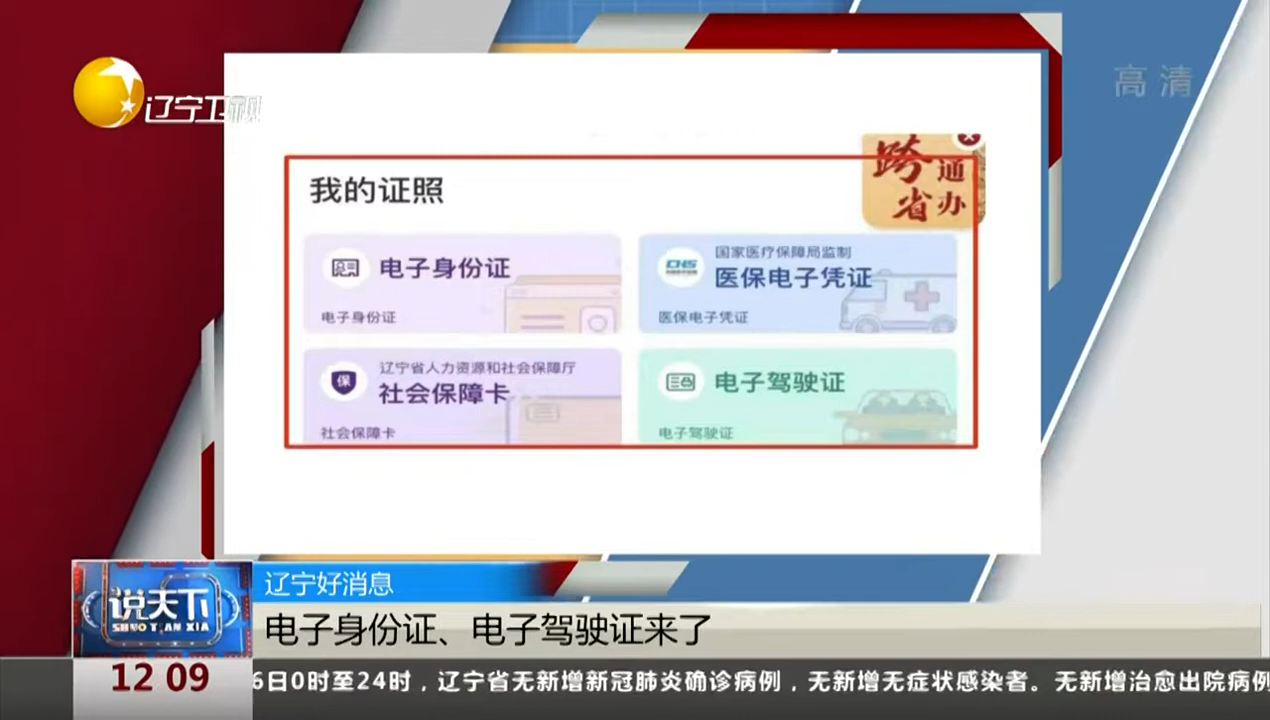 辽宁卫视
高清
跨省
通办
我的证照
电子身份证
电子身份证
国家医疗保障局监制
医保电子凭证
医保电子凭证
辽宁省人力资源和社会保障厅
社会保障卡
社会保障卡
电子驾驶证
电子驾驶证
辽宁好消息
说天下
SHUO TIAN XIA
电子身份证、电子驾驶证来了
12 09
6日0时至24时，辽宁省无新增新冠肺炎确诊病例，无新增无症状感染者。无新增治愈出院病例